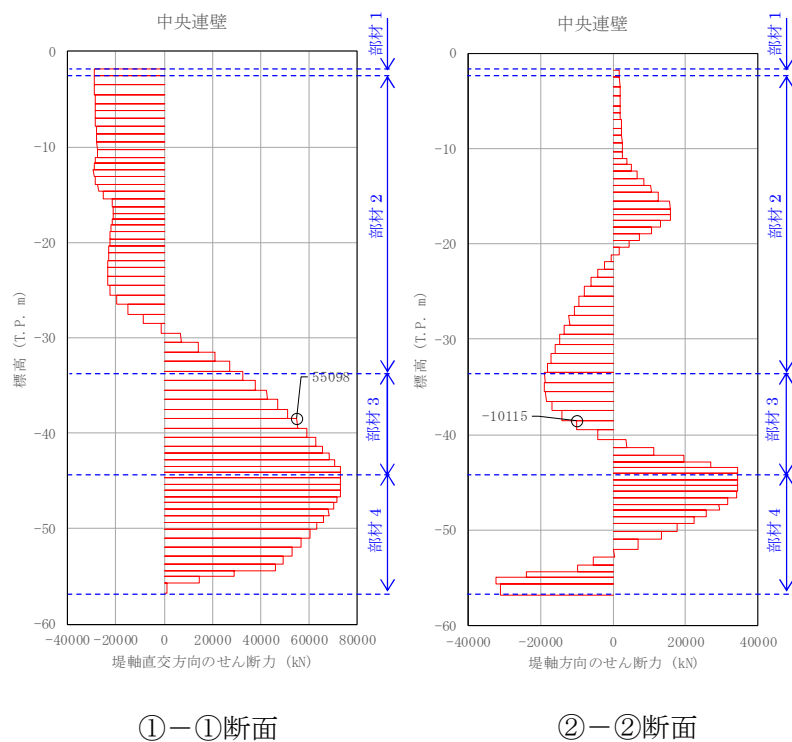 中央連壁
0
-10
-20
-30
-40
-50
-60
標高 (T.P. m)
55098
-40000 -20000 0 20000 40000 60000 80000
堤軸直交方向のせん断力 (kN)
部材1
部材2
部材3
部材4
①－①断面
中央連壁
0
-10
-20
-30
-40
-50
-60
標高 (T.P. m)
-10115
-40000 -20000 0 20000 40000
堤軸方向のせん断力 (kN)
部材1
部材2
部材3
部材4
②－②断面